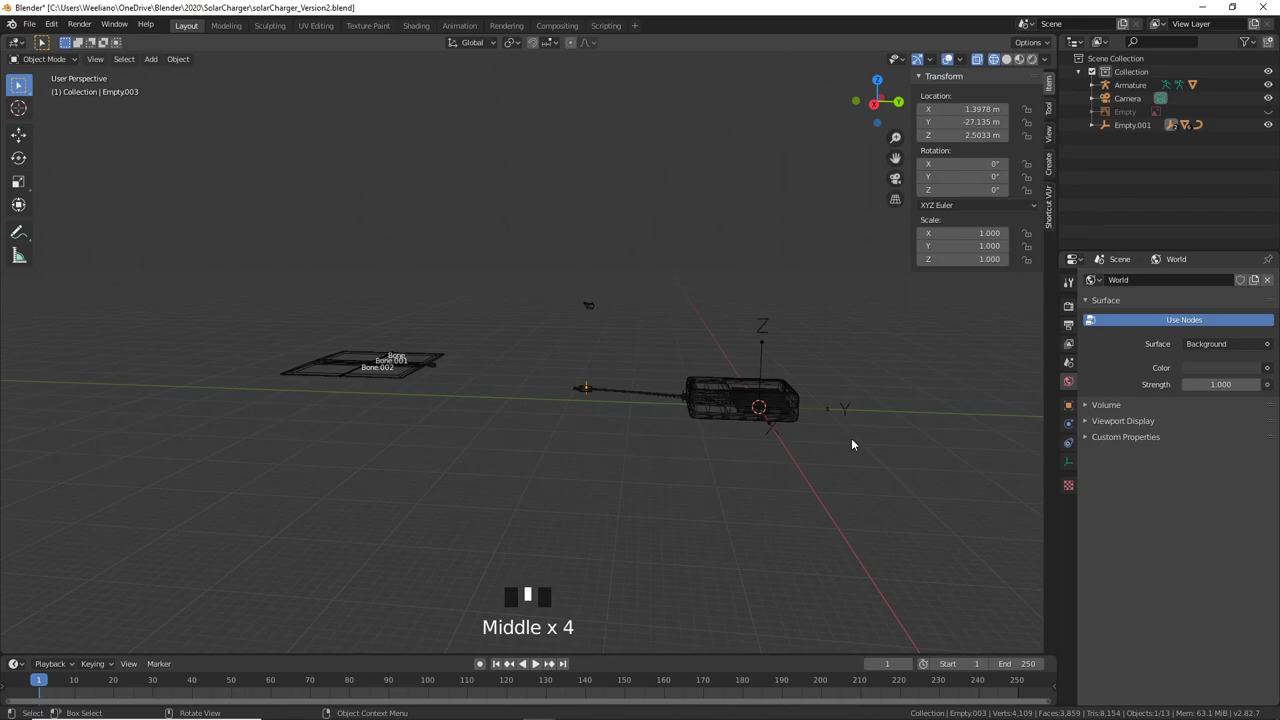 Blender* [C:\Users\Weeliano\OneDrive\Blender\2020\SolarCharger\solarCharger_Version2.blend]
File Edit Render Window Help Layout Modeling Sculpting UV Editing Texture Paint Shading Animation Rendering Compositing Scripting + Scene View Layer
Global Options
Object Mode View Select Add Object
User Perspective
(1) Collection | Empty.003
Transform
Location:
X 1.3978 m
Y -27.135 m
Z 2.5033 m
Rotation:
X 0°
Y 0°
Z 0°
XYZ Euler
Scale:
X 1.000
Y 1.000
Z 1.000
Item
Tool
View
Create
Shortcut VUr
Z
Y
X
Z
Y
Bone
Bone.001
Bone.002
Middle x 4
Scene Collection
Collection
Armature
Camera
Empty
Empty.001
Scene World
World
Surface
Use Nodes
Surface Background
Color
Strength 1.000
Volume
Viewport Display
Custom Properties
Playback Keying View Marker 1 Start 1 End 250
1 10 20 30 40 50 60 70 80 90 100 110 120 130 140 150 160 170 180 190 200 210 220 230 240 250
Select Box Select Rotate View Object Context Menu Collection | Empty.003 | Verts:4,109 | Faces:3,859 | Tris:8,154 | Objects:1/13 | Mem: 63.1 MiB | v2.82.7